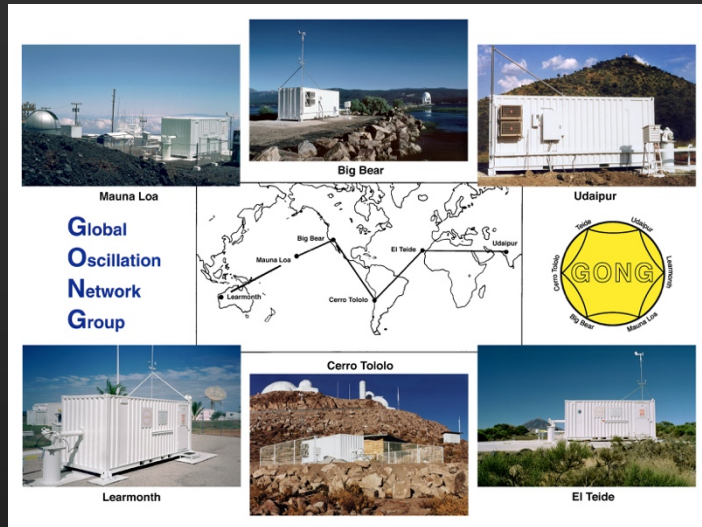 Mauna Loa
Big Bear
Udaipur
Global
Oscillation
Network
Group
Big Bear
Mauna Loa
Learmonth
El Teide
Udaipur
Cerro Tololo
Teide
Udaipur
Learmonth
Mauna Loa
Big Bear
Cerro Tololo
GONG
Cerro Tololo
Learmonth
El Teide